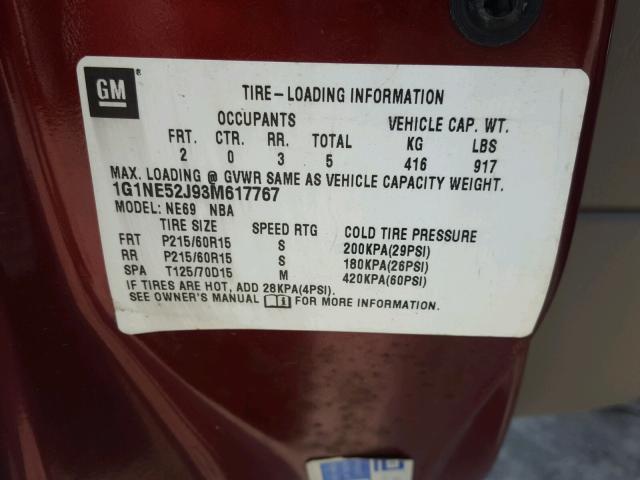 GM®
TIRE-LOADING INFORMATION
OCCUPANTS VEHICLE CAP. WT.
FRT. CTR. RR. TOTAL KG LBS
2 0 3 5 416 917
MAX. LOADING @ GVWR SAME AS VEHICLE CAPACITY WEIGHT.
1G1NE52J93M617767
MODEL: NE69 NBA
TIRE SIZE SPEED RTG COLD TIRE PRESSURE
FRT P215/60R15 S 200KPA(29PSI)
RR P215/60R15 S 180KPA(26PSI)
SPA T125/70D15 M 420KPA(60PSI)
IF TIRES ARE HOT, ADD 28KPA(4PSI).
SEE OWNER'S MANUAL FOR MORE INFORMATION.